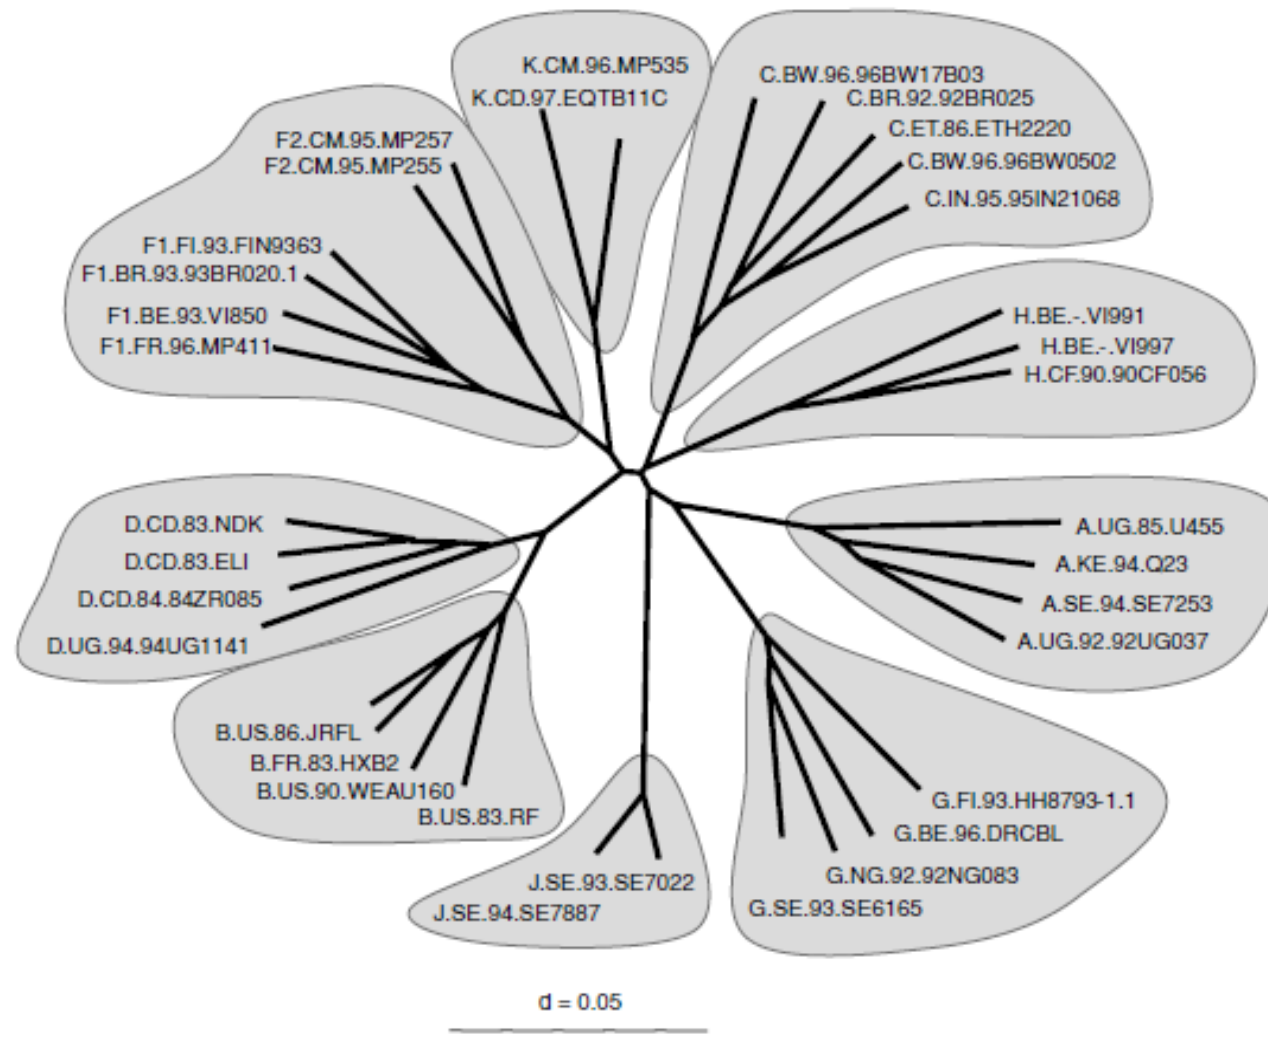 K.CM.96.MP535
K.CD.97.EQTB11C
C.BW.96.96BW17B03
C.BR.92.92BR025
C.ET.86.ETH2220
C.BW.96.96BW0502
C.IN.95.95IN21068
F2.CM.95.MP257
F2.CM.95.MP255
F1.FI.93.FIN9363
F1.BR.93.93BR020.1
F1.BE.93.VI850
F1.FR.96.MP411
H.BE.-.VI991
H.BE.-.VI997
H.CF.90.90CF056
D.CD.83.NDK
D.CD.83.ELI
D.CD.84.84ZR085
D.UG.94.94UG1141
A.UG.85.U455
A.KE.94.Q23
A.SE.94.SE7253
A.UG.92.92UG037
B.US.86.JRFL
B.FR.83.HXB2
B.US.90.WEAU160
B.US.83.RF
J.SE.93.SE7022
J.SE.94.SE7887
G.FI.93.HH8793-1.1
G.BE.96.DRCBL
G.NG.92.92NG083
G.SE.93.SE6165
d = 0.05